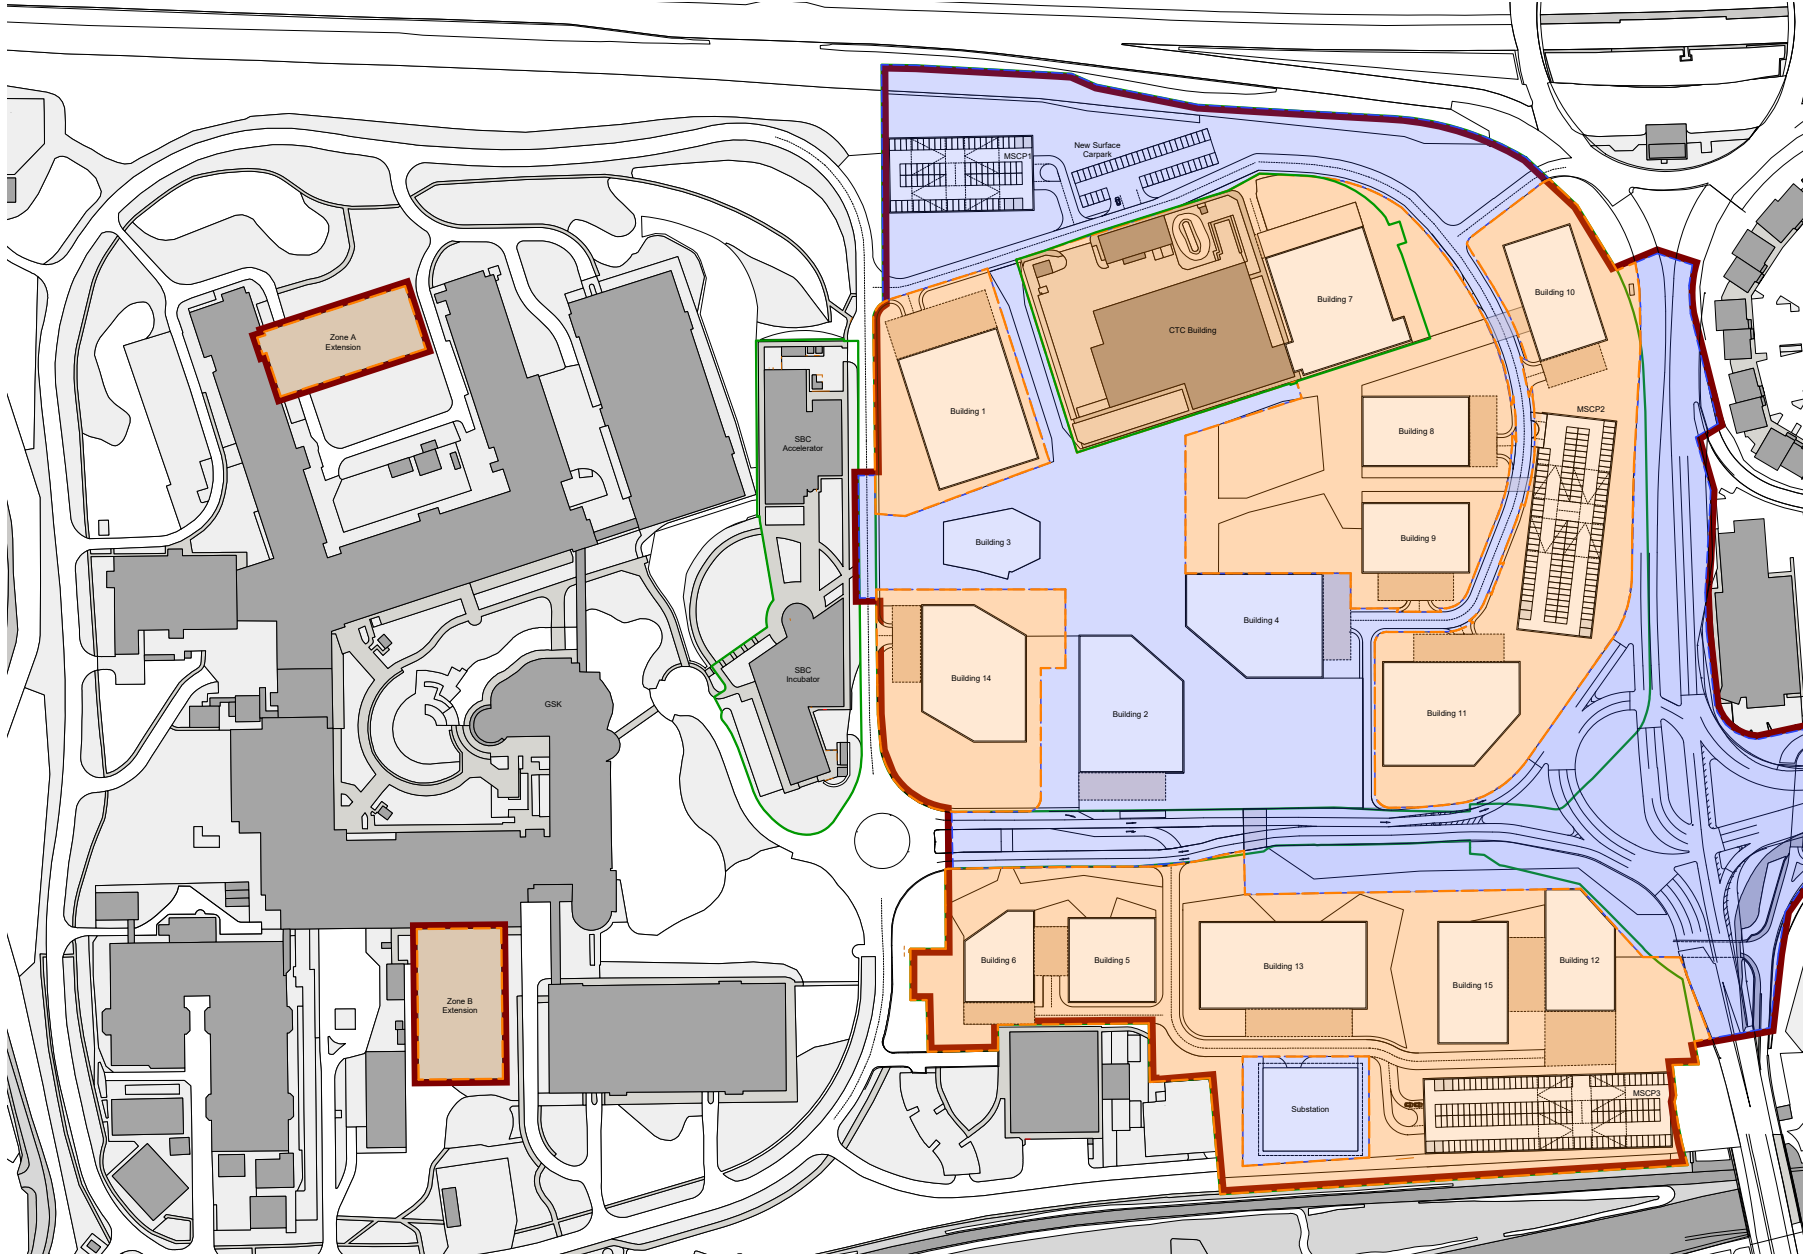 MSCP1
New Surface
Carpark
Zone A
Extension
Building 7
Building 10
CTC Building
Building 1
MSCP2
Building 8
SBC
Accelerator
Building 3
Building 9
Building 4
SBC
Incubator
Building 14
GSK
Building 2
Building 11
Building 6
Building 5
Building 13
Building 12
Building 15
Zone B
Extension
Substation
MSCP3